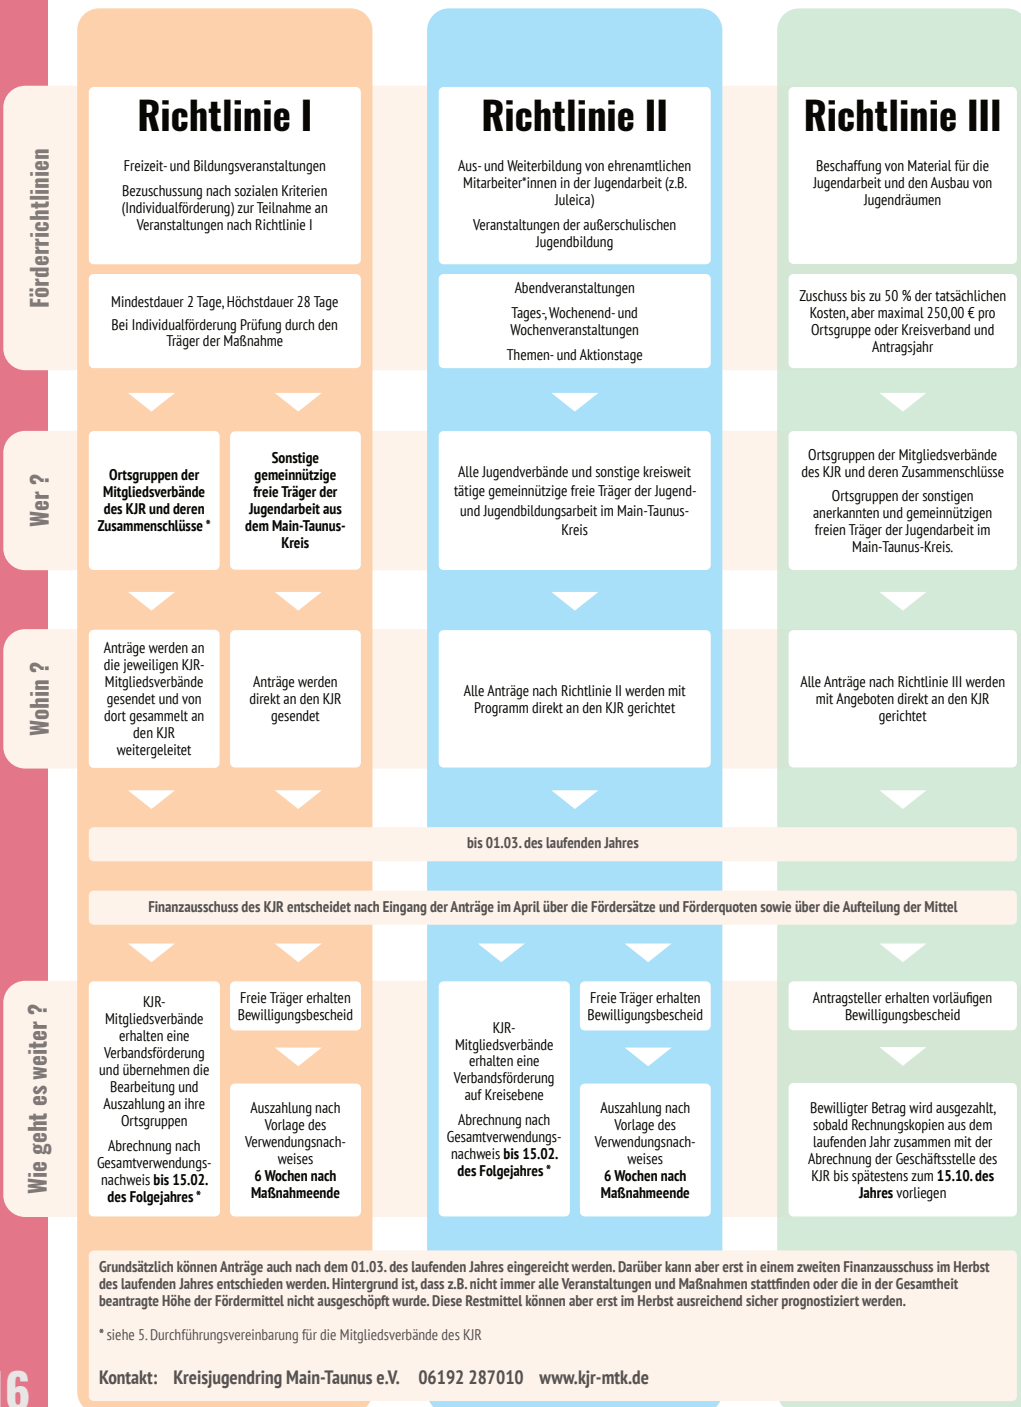 Förderrichtlinien
Richtlinie I
Freizeit- und Bildungsveranstaltungen
Bezuschussung nach sozialen Kriterien
(Individualförderung) zur Teilnahme an
Veranstaltungen nach Richtlinie I
Mindestdauer 2 Tage, Höchstdauer 28 Tage
Bei Individualförderung Prüfung durch den
Träger der Maßnahme
Richtlinie II
Aus- und Weiterbildung von ehrenamtlichen
Mitarbeiter*innen in der Jugendarbeit (z.B.
Juleica)
Veranstaltungen der außerschulischen
Jugendbildung
Abendveranstaltungen
Tages-, Wochenend- und
Wochenveranstaltungen
Themen- und Aktionstage
Richtlinie III
Beschaffung von Material für die
Jugendarbeit und den Ausbau von
Jugendräumen
Zuschuss bis zu 50 % der tatsächlichen
Kosten, aber maximal 250,00 € pro
Ortsgruppe oder Kreisverband und
Antragsjahr
Wer ?
Ortsgruppen der
Mitgliedsverbände
des KJR und deren
Zusammenschlüsse *
Sonstige
gemeinnützige
freie Träger der
Jugendarbeit aus
dem Main-Taunus-
Kreis
Alle Jugendverbände und sonstige kreisweit
tätige gemeinnützige freie Träger der Jugend-
und Jugendbildungsarbeit im Main-Taunus-
Kreis
Ortsgruppen der Mitgliedsverbände
des KJR und deren Zusammenschlüsse
Ortsgruppen der sonstigen
anerkannten und gemeinnützigen
freien Träger der Jugendarbeit im
Main-Taunus-Kreis.
Wohin ?
Anträge werden an
die jeweiligen KJR-
Mitgliedsverbände
gesendet und von
dort gesammelt an
den KJR
weitergeleitet
Anträge werden
direkt an den KJR
gesendet
Alle Anträge nach Richtlinie II werden mit
Programm direkt an den KJR gerichtet
Alle Anträge nach Richtlinie III werden
mit Angeboten direkt an den KJR
gerichtet
bis 01.03. des laufenden Jahres
Finanzausschuss des KJR entscheidet nach Eingang der Anträge im April über die Fördersätze und Förderquoten sowie über die Aufteilung der Mittel
Wie geht es weiter ?
KJR-
Mitgliedsverbände
erhalten eine
Verbandsförderung
und übernehmen die
Bearbeitung und
Auszahlung an ihre
Ortsgruppen
Abrechnung nach
Gesamtverwendungs-
nachweis bis 15.02.
des Folgejahres *
Freie Träger erhalten
Bewilligungsbescheid
Auszahlung nach
Vorlage des
Verwendungsnach-
weises
6 Wochen nach
Maßnahmeende
KJR-
Mitgliedsverbände
erhalten eine
Verbandsförderung
auf Kreisebene
Abrechnung nach
Gesamtverwendungs-
nachweis bis 15.02.
des Folgejahres *
Freie Träger erhalten
Bewilligungsbescheid
Auszahlung nach
Vorlage des
Verwendungsnach-
weises
6 Wochen nach
Maßnahmeende
Antragsteller erhalten vorläufigen
Bewilligungsbescheid
Bewilligter Betrag wird ausgezahlt,
sobald Rechnungskopien aus dem
laufenden Jahr zusammen mit der
Abrechnung der Geschäftsstelle des
KJR bis spätestens zum 15.10. des
Jahres vorliegen
Grundsätzlich können Anträge auch nach dem 01.03. des laufenden Jahres eingereicht werden. Darüber kann aber erst in einem zweiten Finanzausschuss im Herbst
des laufenden Jahres entschieden werden. Hintergrund ist, dass z.B. nicht immer alle Veranstaltungen und Maßnahmen stattfinden oder die in der Gesamtheit
beantragte Höhe der Fördermittel nicht ausgeschöpft wurde. Diese Restmittel können aber erst im Herbst ausreichend sicher prognostiziert werden.
* siehe 5. Durchführungsvereinbarung für die Mitgliedsverbände des KJR
Kontakt: Kreisjugendring Main-Taunus e.V. 06192 287010 www.kjr-mtk.de
16